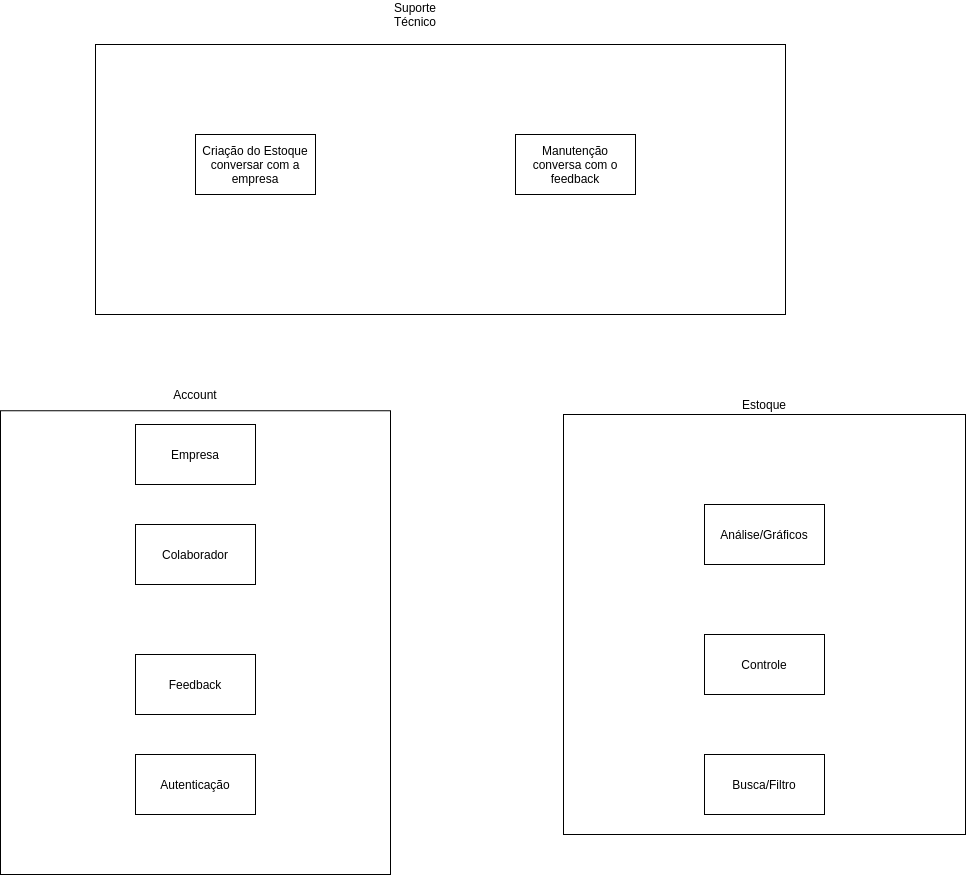 Suporte
Técnico
Criação do Estoque
conversar com a
empresa
Manutenção
conversa com o
feedback
Account
Empresa
Colaborador
Feedback
Autenticação
Estoque
Análise/Gráficos
Controle
Busca/Filtro